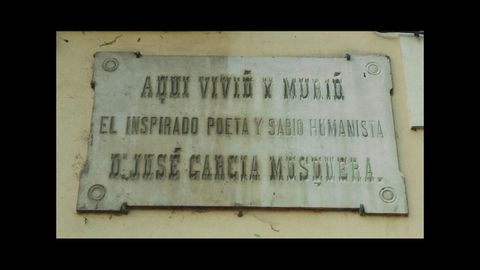 AQUI VIVIÓ Y MURIÓ
EL INSPIRADO POETA Y SABIO HUMANISTA
D. JOSÉ GARCIA MOSQUERA.